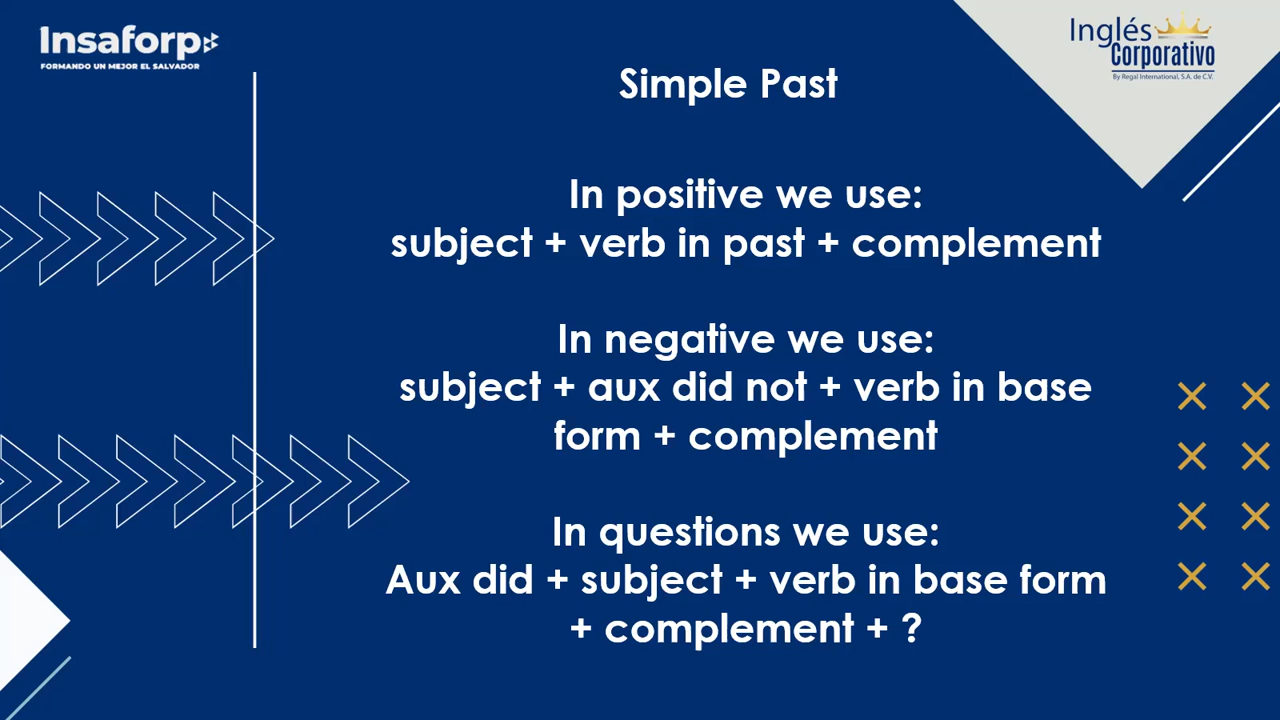 Insaforp
FORMANDO UN MEJOR EL SALVADOR
Inglés
Corporativo
By Regal International, S.A. de C.V.
Simple Past
In positive we use:
subject + verb in past + complement
In negative we use:
subject + aux did not + verb in base
form + complement
In questions we use:
Aux did + subject + verb in base form
+ complement + ?